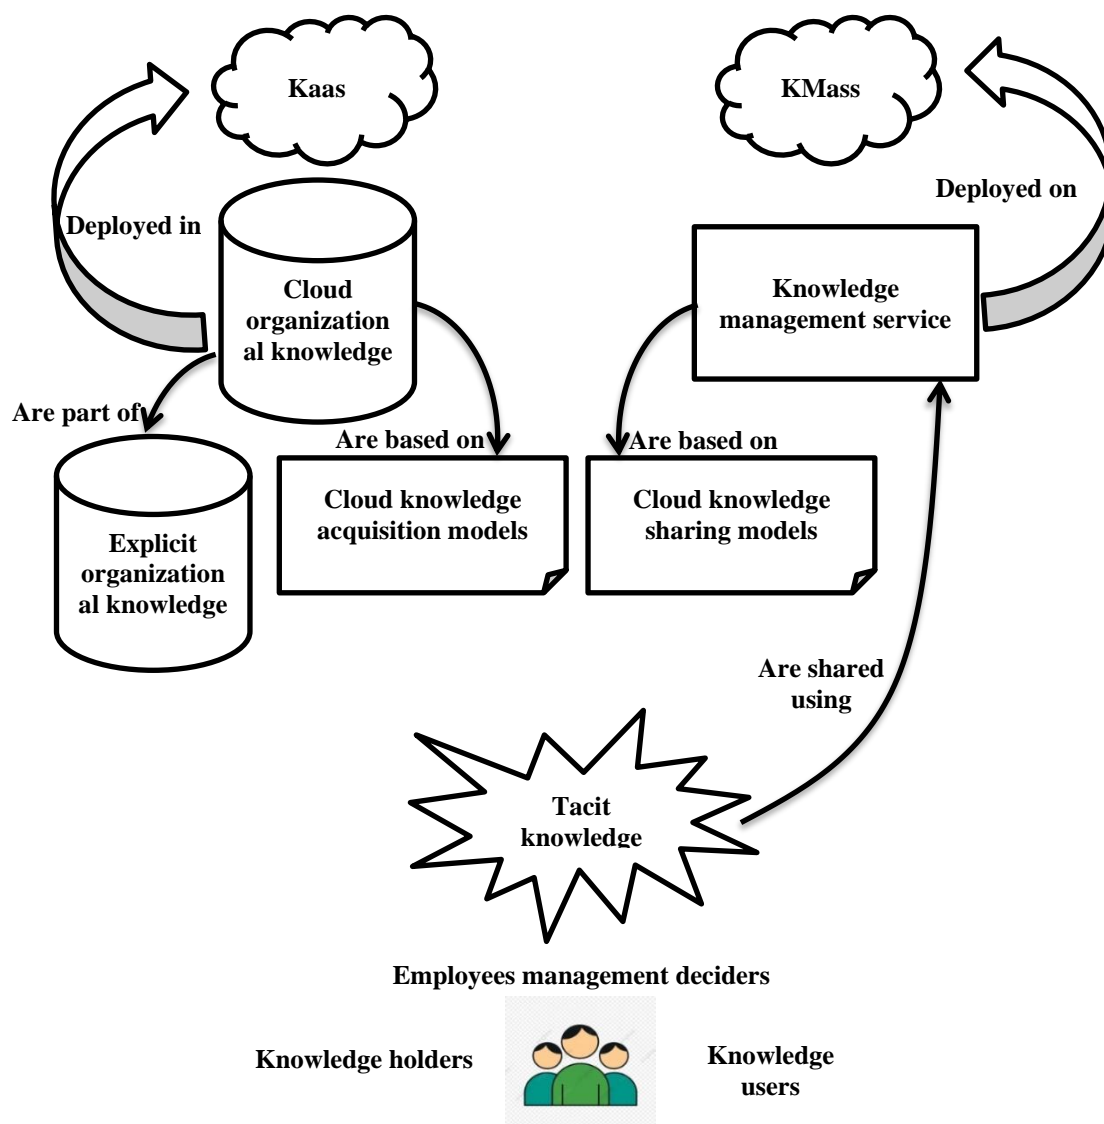 Kaas
KMass
Deployed in
Deployed on
Cloud
organization
al knowledge
Knowledge
management service
Are part of
Are based on
Are based on
Explicit
organization
al knowledge
Cloud knowledge
acquisition models
Cloud knowledge
sharing models
Are shared
using
Tacit
knowledge
Employees management deciders
Knowledge holders
Knowledge
users